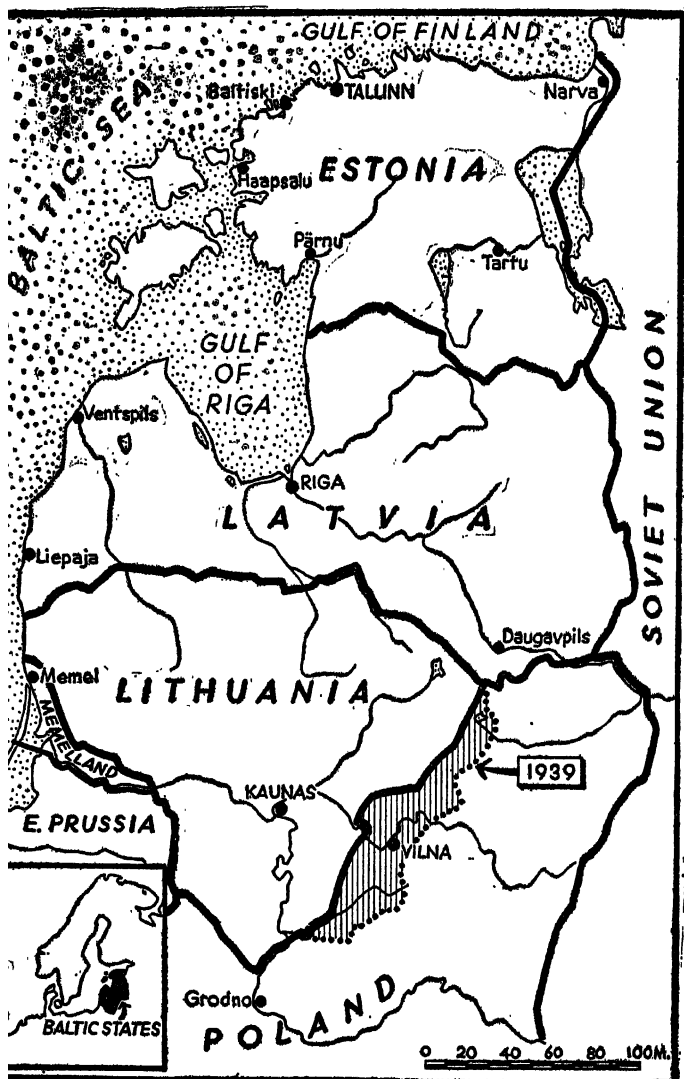 GULF OF FINLAND
Baltiski
TALLINN
Narva
BALTIC SEA
Haapsalu
ESTONIA
Pärnu
Tartu
GULF
OF
RIGA
Ventspils
RIGA
LATVIA
SOVIET UNION
Liepaja
Daugavpils
Memel
LITHUANIA
MEMELLAND
1939
KAUNAS
E. PRUSSIA
VILNA
Grodno
POLAND
BALTIC STATES
0 20 40 60 80 100M.